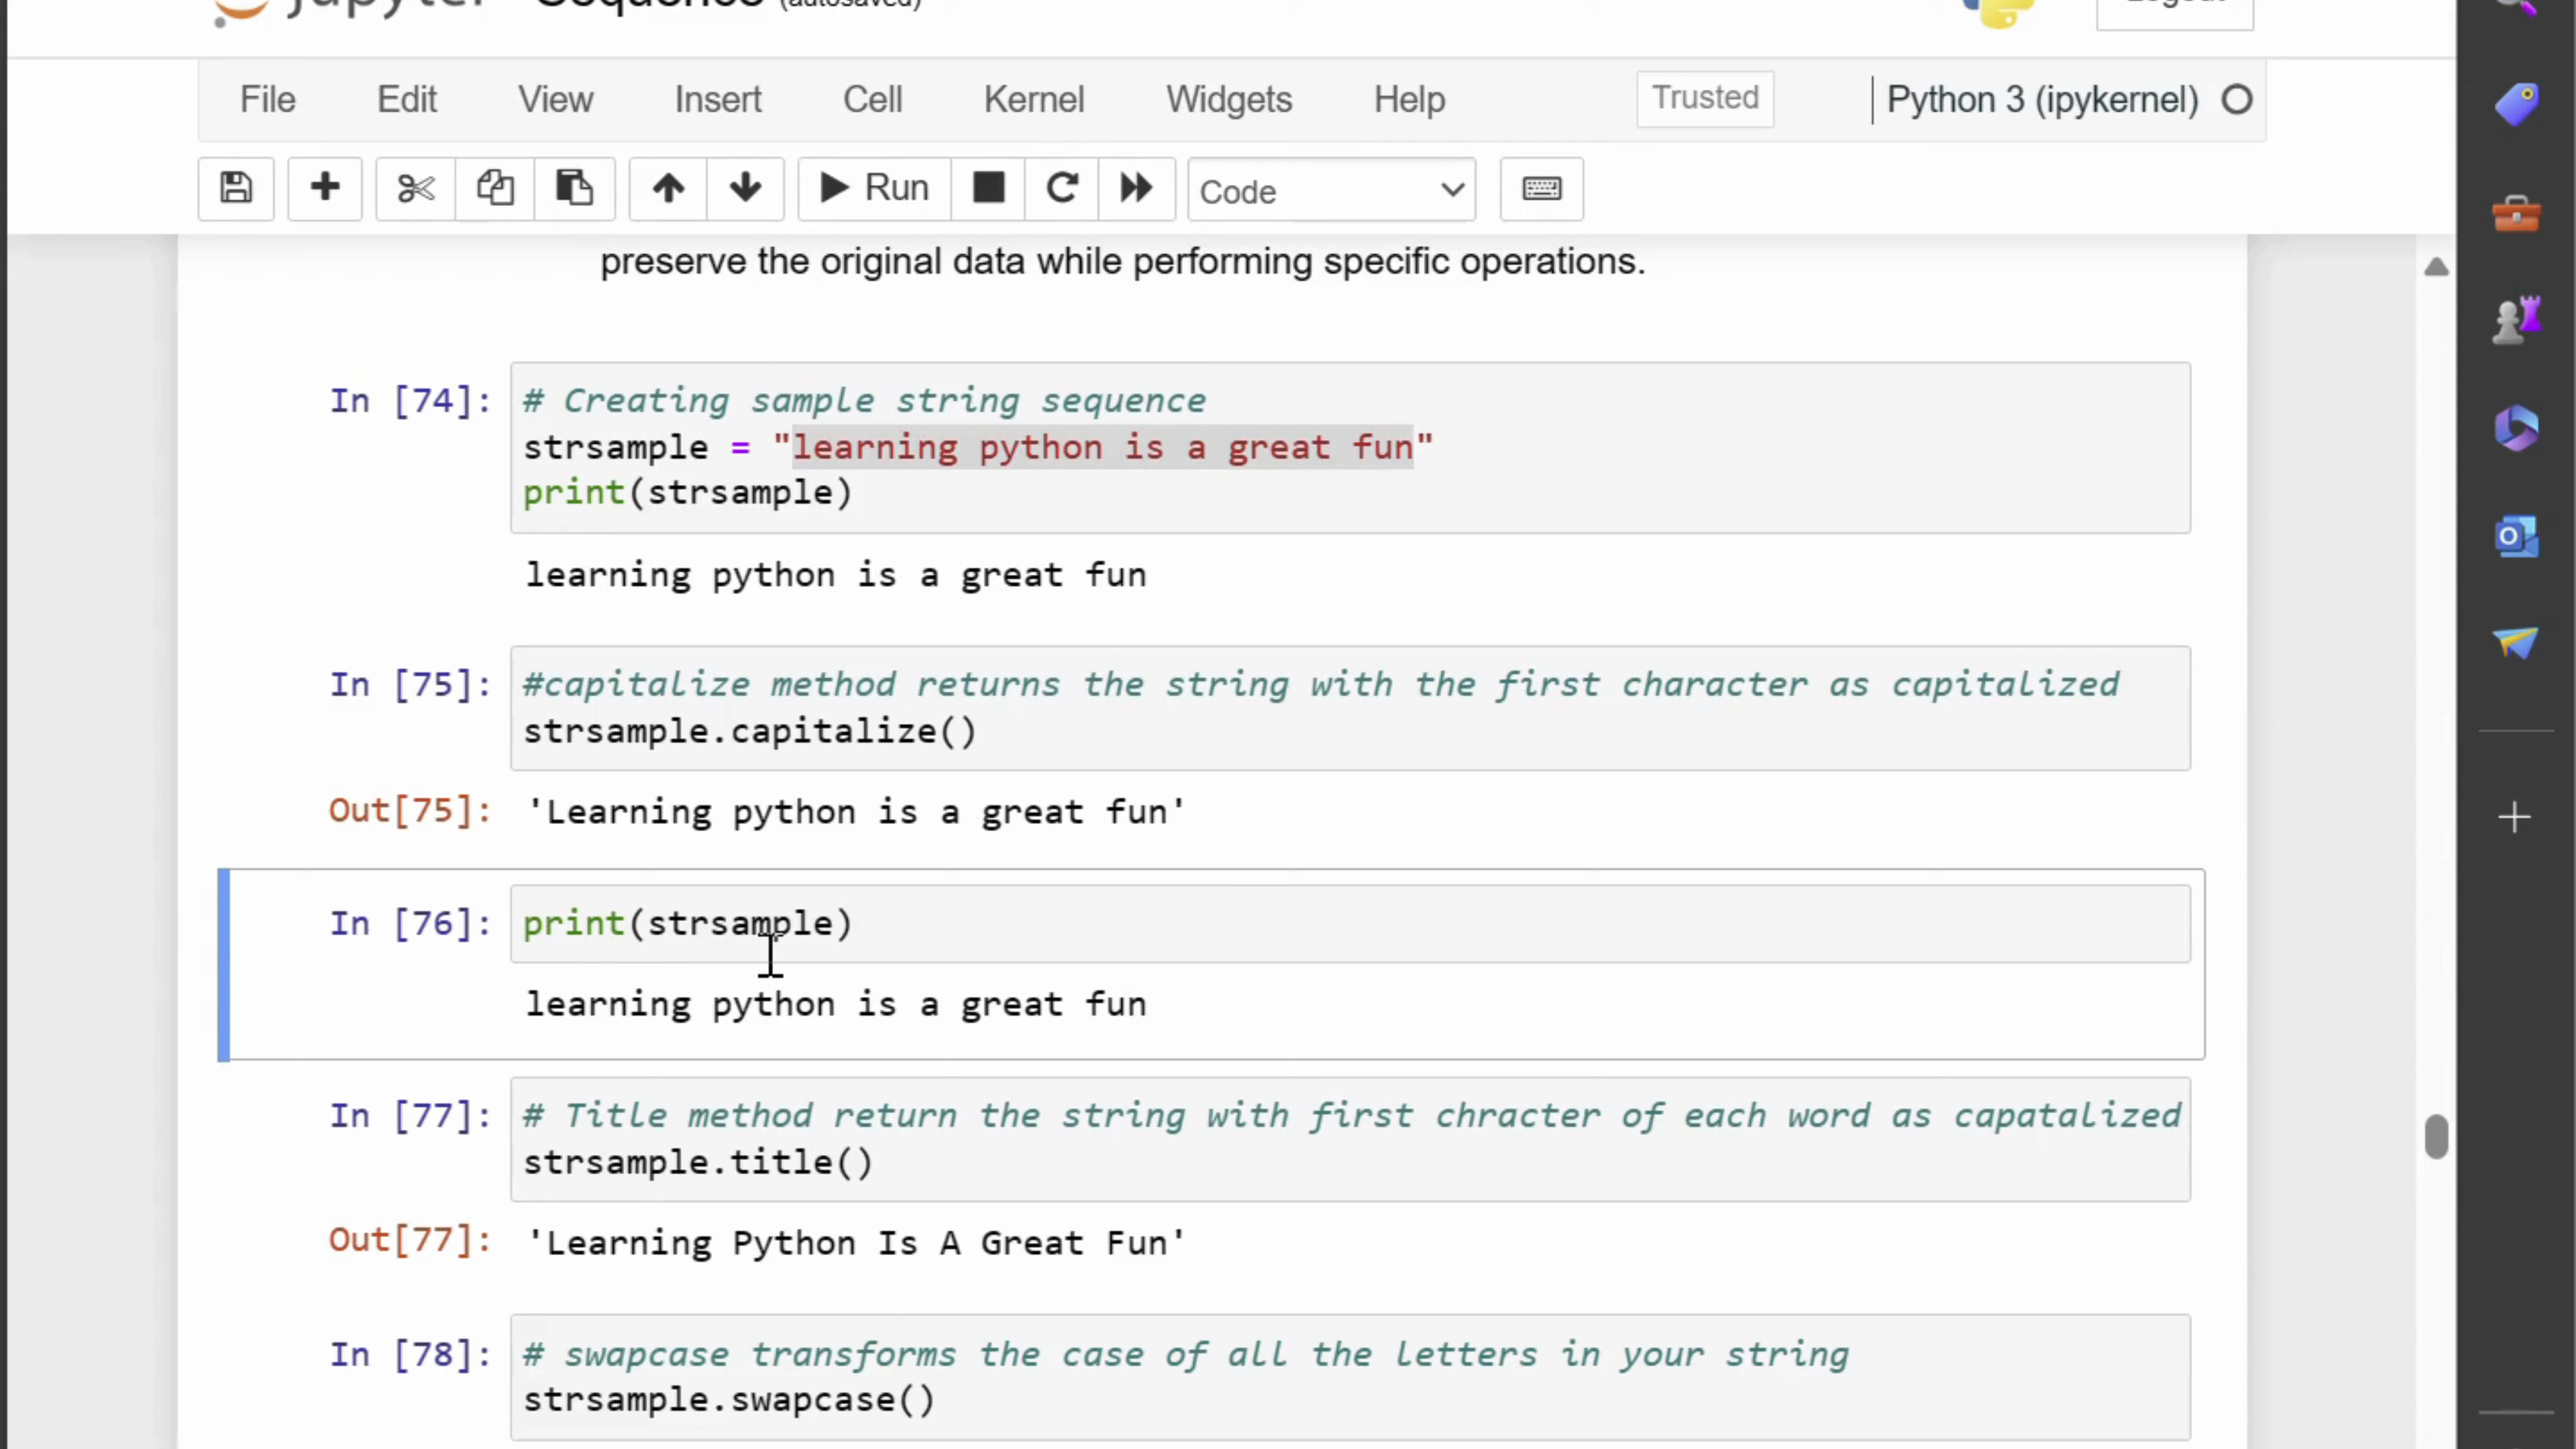 jupyter Sequence (autosaved)
Logout
File Edit View Insert Cell Kernel Widgets Help Trusted Python 3 (ipykernel)
Run Code
preserve the original data while performing specific operations.
In [74]: # Creating sample string sequence
strsample = "learning python is a great fun"
print(strsample)
learning python is a great fun
In [75]: #capitalize method returns the string with the first character as capitalized
strsample.capitalize()
Out[75]: 'Learning python is a great fun'
In [76]: print(strsample)
learning python is a great fun
In [77]: # Title method return the string with first chracter of each word as capatalized
strsample.title()
Out[77]: 'Learning Python Is A Great Fun'
In [78]: # swapcase transforms the case of all the letters in your string
strsample.swapcase()